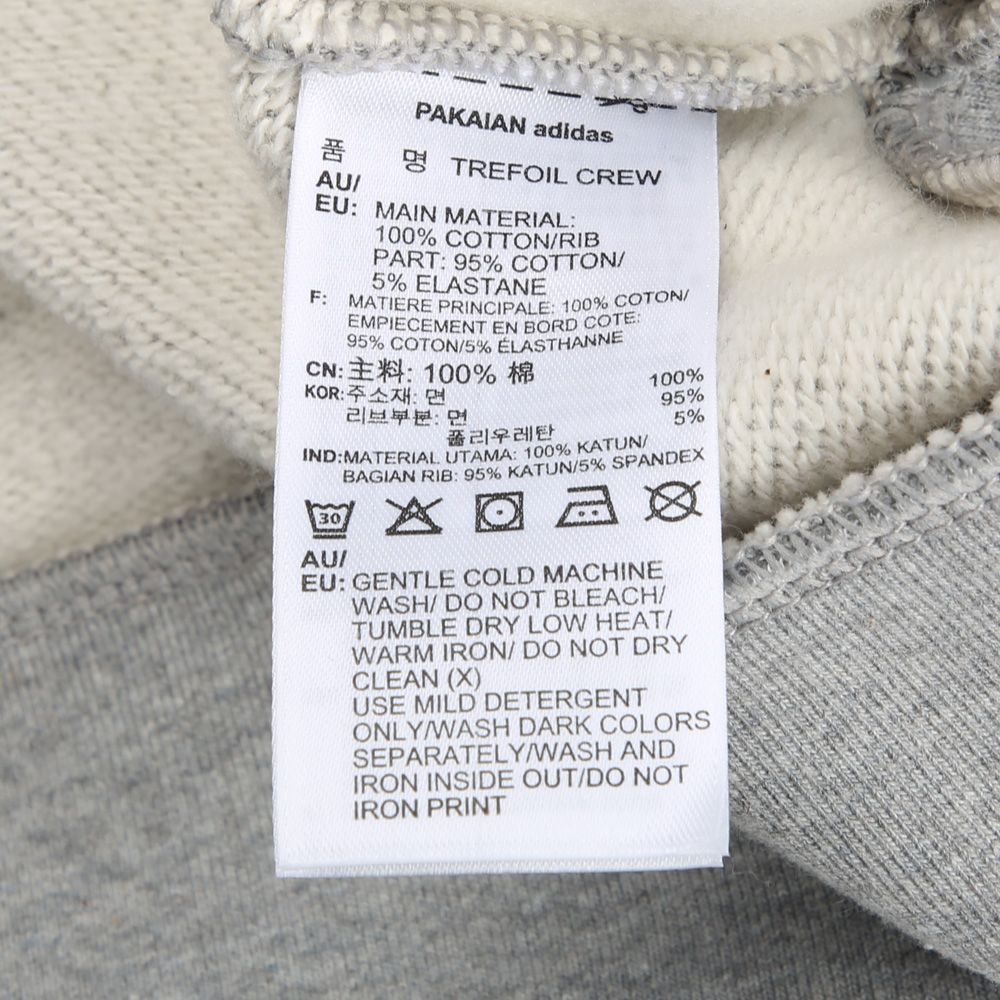 PAKAIAN adidas
품 명 TREFOIL CREW
AU/
EU: MAIN MATERIAL:
100% COTTON/RIB
PART: 95% COTTON/
5% ELASTANE
F: MATIERE PRINCIPALE: 100% COTON/
EMPIECEMENT EN BORD COTE:
95% COTON/5% ÉLASTHANNE
CN: 主料: 100% 棉
KOR: 주소재: 면 100%
리브부분: 면 95%
폴리우레탄 5%
IND: MATERIAL UTAMA: 100% KATUN/
BAGIAN RIB: 95% KATUN/5% SPANDEX
30
AU/
EU: GENTLE COLD MACHINE
WASH/ DO NOT BLEACH/
TUMBLE DRY LOW HEAT/
WARM IRON/ DO NOT DRY
CLEAN (X)
USE MILD DETERGENT
ONLY/WASH DARK COLORS
SEPARATELY/WASH AND
IRON INSIDE OUT/DO NOT
IRON PRINT